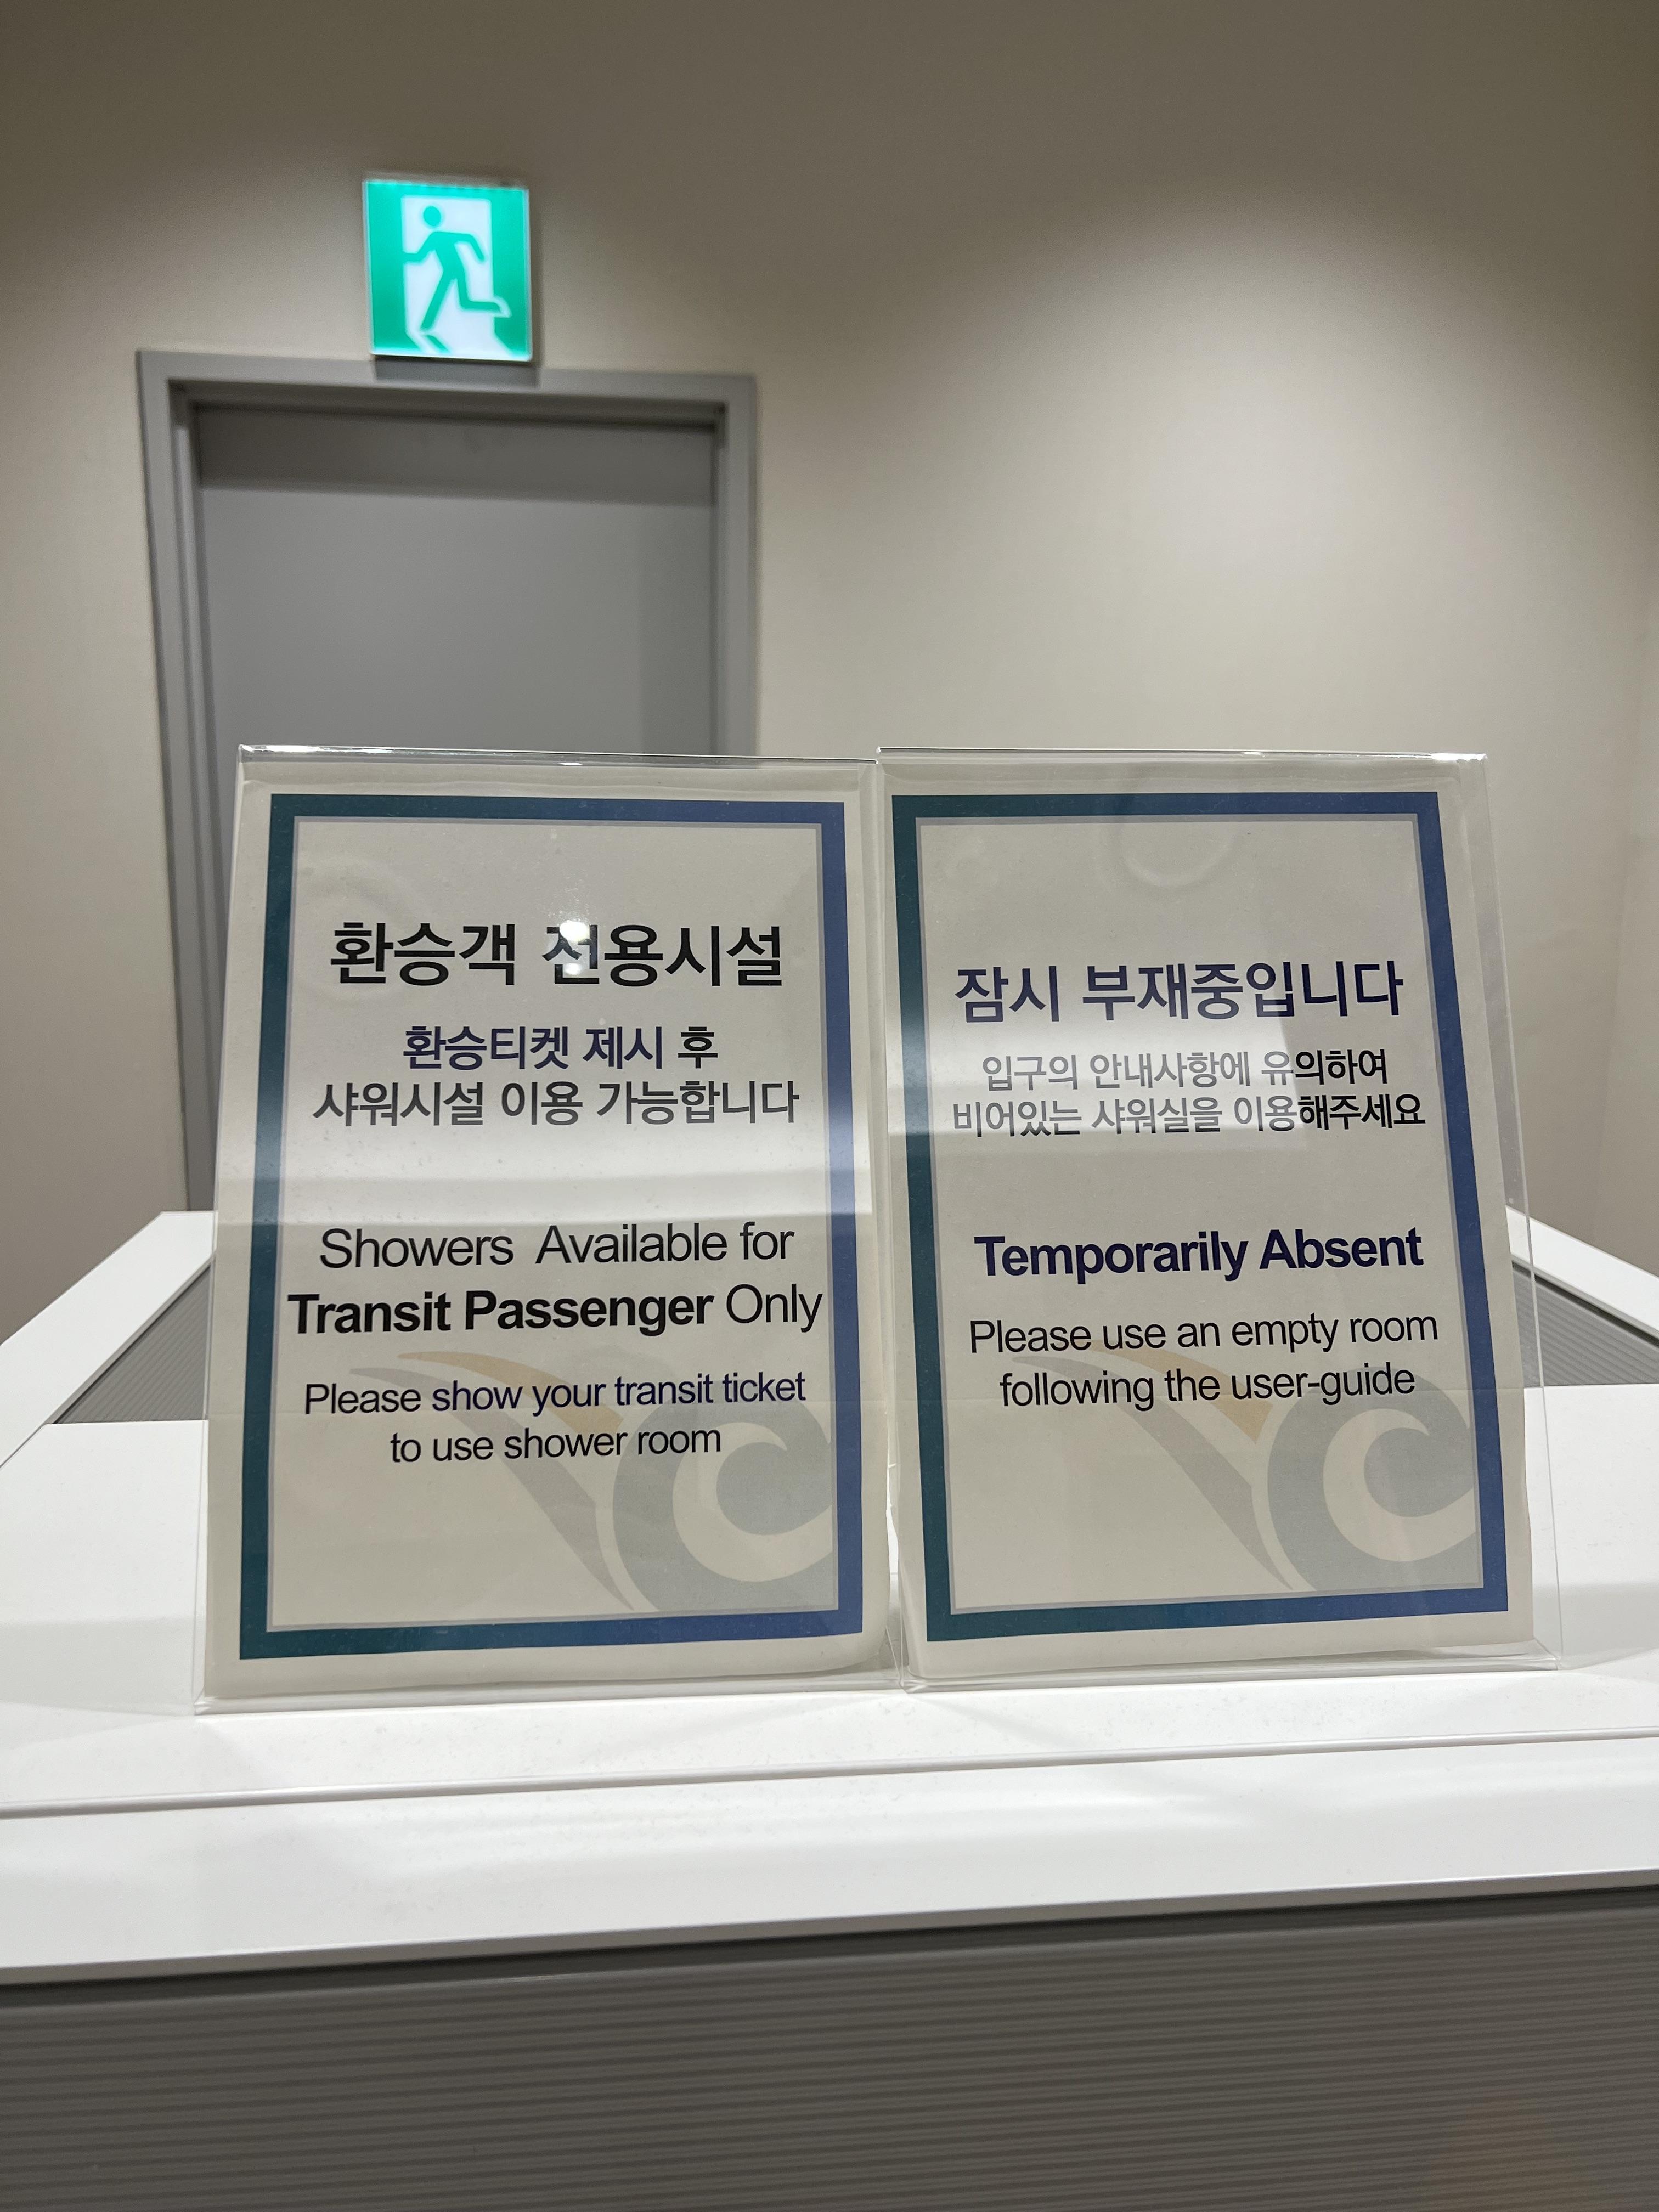 환승객 전용시설
환승티켓 제시 후
샤워시설 이용 가능합니다
Showers Available for
Transit Passenger Only
Please show your transit ticket
to use shower room
잠시 부재중입니다
입구의 안내사항에 유의하여
비어있는 샤워실을 이용해주세요
Temporarily Absent
Please use an empty room
following the user-guide